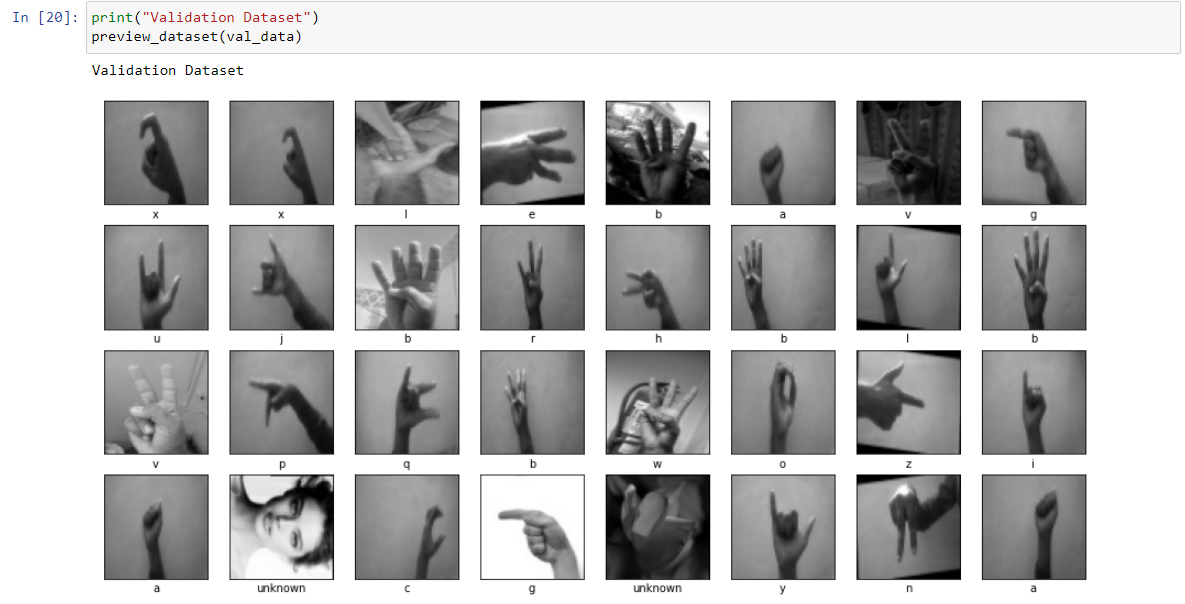 In [20]: print("Validation Dataset")
preview_dataset(val_data)
Validation Dataset
x x l e b a v g
u j b r h b l b
v p q b w o z i
a unknown c g unknown y n a